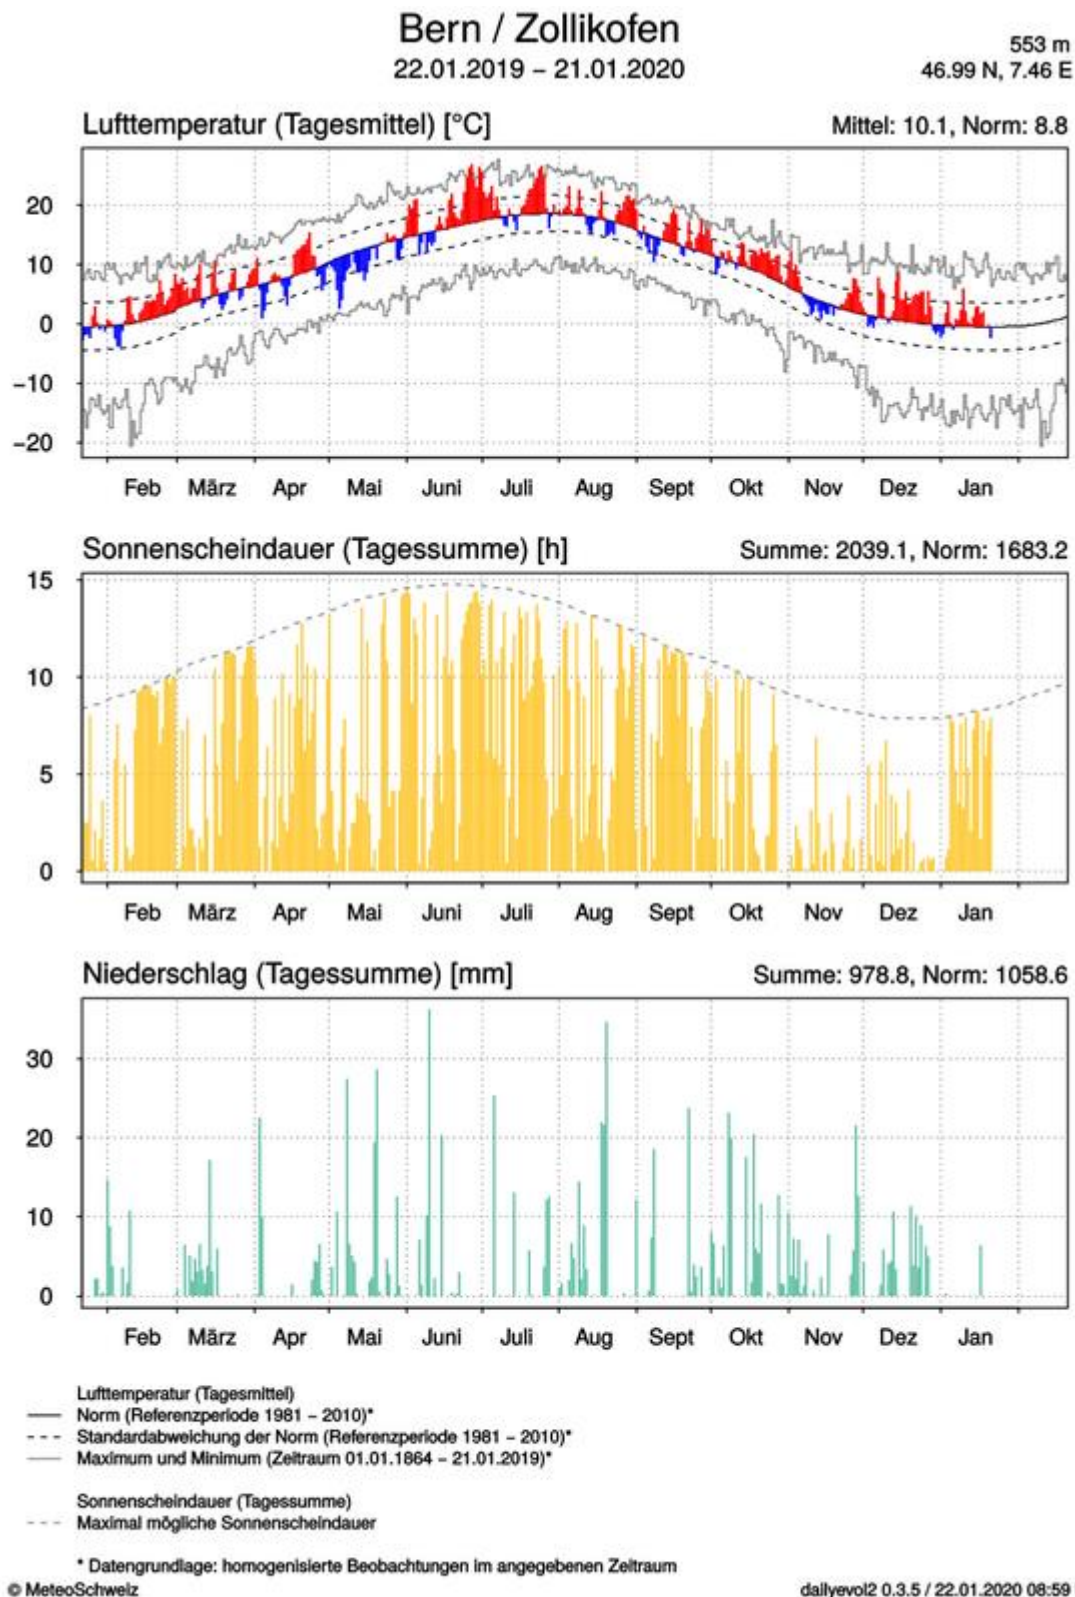 Bern / Zollikofen
22.01.2019 – 21.01.2020
553 m
46.99 N, 7.46 E
Lufttemperatur (Tagesmittel) [°C]
Mittel: 10.1, Norm: 8.8
20
10
0
−10
−20
Feb März Apr Mai Juni Juli Aug Sept Okt Nov Dez Jan
Sonnenscheindauer (Tagessumme) [h]
Summe: 2039.1, Norm: 1683.2
15
10
5
0
Feb März Apr Mai Juni Juli Aug Sept Okt Nov Dez Jan
Niederschlag (Tagessumme) [mm]
Summe: 978.8, Norm: 1058.6
30
20
10
0
Feb März Apr Mai Juni Juli Aug Sept Okt Nov Dez Jan
Lufttemperatur (Tagesmittel)
Norm (Referenzperiode 1981 – 2010)*
Standardabweichung der Norm (Referenzperiode 1981 – 2010)*
Maximum und Minimum (Zeitraum 01.01.1864 – 21.01.2019)*
Sonnenscheindauer (Tagessumme)
Maximal mögliche Sonnenscheindauer
* Datengrundlage: homogenisierte Beobachtungen im angegebenen Zeitraum
© MeteoSchweiz
dailyevol2 0.3.5 / 22.01.2020 08:59